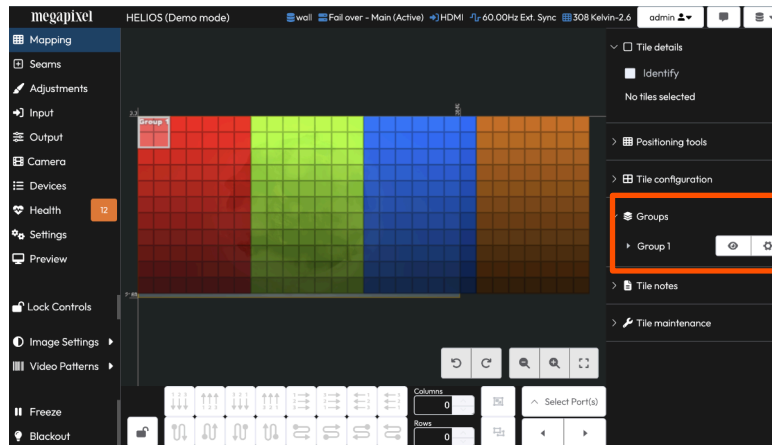 megapixel
HELIOS (Demo mode)
wall
Fail over - Main (Active)
HDMI
60.00Hz
Ext. Sync
308 Kelvin-2.6
admin
Mapping
Seams
Adjustments
Input
Output
Camera
Devices
Health
12
Settings
Preview
Lock Controls
Image Settings
Video Patterns
Freeze
Blackout
Group 1
Columns
0
Rows
0
Select Port(s)
Tile details
Identify
No tiles selected
Positioning tools
Tile configuration
Groups
Group 1
Tile notes
Tile maintenance